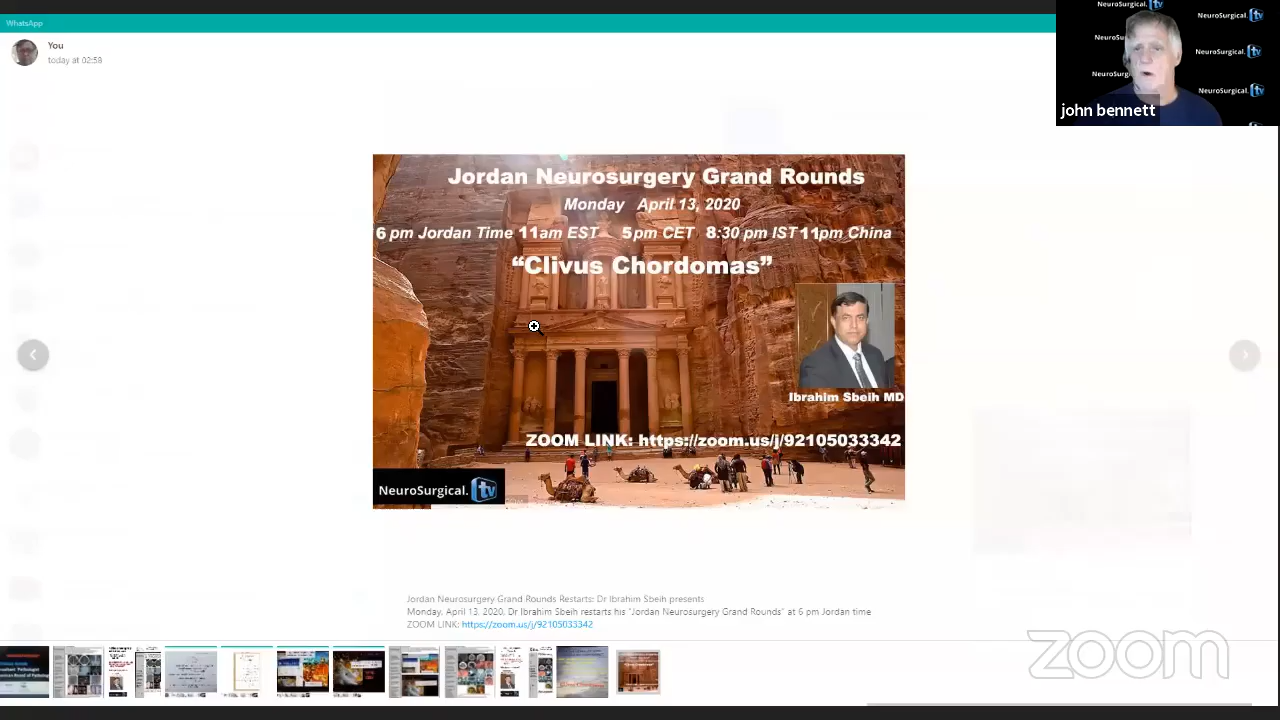 WhatsApp
You
today at 02:58
NeuroSurgical.tv
NeuroSurgical.tv
NeuroSurgical.tv
NeuroSurgical.tv
john bennett
Jordan Neurosurgery Grand Rounds
Monday April 13, 2020
6 pm Jordan Time 11am EST 5pm CET 8:30 pm IST 11pm China
“Clivus Chordomas”
Ibrahim Sbeih MD
ZOOM LINK: https://zoom.us/j/92105033342
NeuroSurgical.tv
Jordan Neurosurgery Grand Rounds Restarts: Dr Ibrahim Sbeih presents
Monday, April 13, 2020, Dr Ibrahim Sbeih restarts his "Jordan Neurosurgery Grand Rounds" at 6 pm Jordan time
ZOOM LINK: https://zoom.us/j/92105033342
zoom